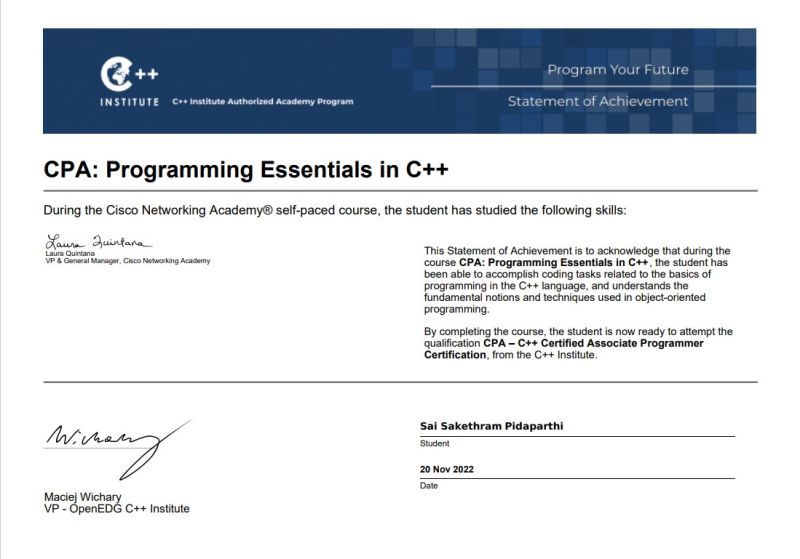 C++
INSTITUTE
C++ Institute Authorized Academy Program
Program Your Future
Statement of Achievement
CPA: Programming Essentials in C++
During the Cisco Networking Academy® self-paced course, the student has studied the following skills:
Laura Quintana
Laura Quintana
VP & General Manager, Cisco Networking Academy
This Statement of Achievement is to acknowledge that during the
course CPA: Programming Essentials in C++, the student has
been able to accomplish coding tasks related to the basics of
programming in the C++ language, and understands the
fundamental notions and techniques used in object-oriented
programming.
By completing the course, the student is now ready to attempt the
qualification CPA – C++ Certified Associate Programmer
Certification, from the C++ Institute.
W.chary
Maciej Wichary
VP - OpenEDG C++ Institute
Sai Sakethram Pidaparthi
Student
20 Nov 2022
Date